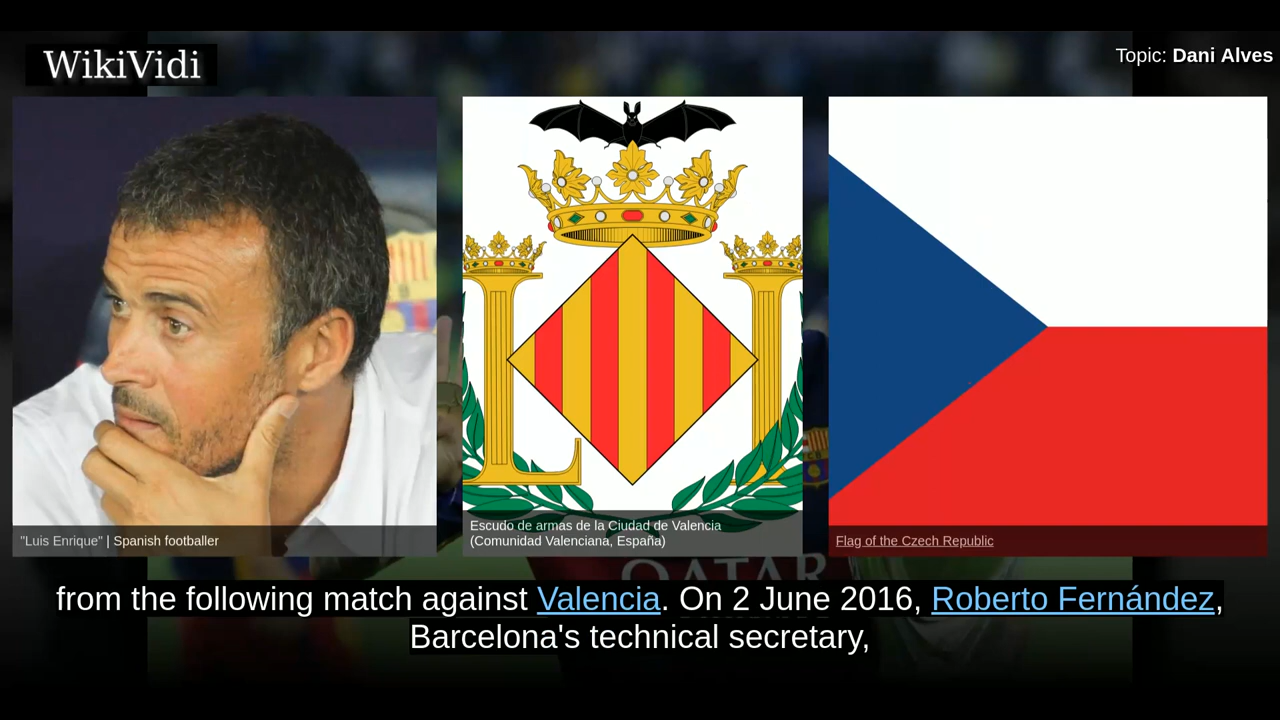 WikiVidi
Topic: Dani Alves
"Luis Enrique" | Spanish footballer
Escudo de armas de la Ciudad de Valencia
(Comunidad Valenciana, España)
Flag of the Czech Republic
QATAR
from the following match against Valencia. On 2 June 2016, Roberto Fernández,
Barcelona's technical secretary,